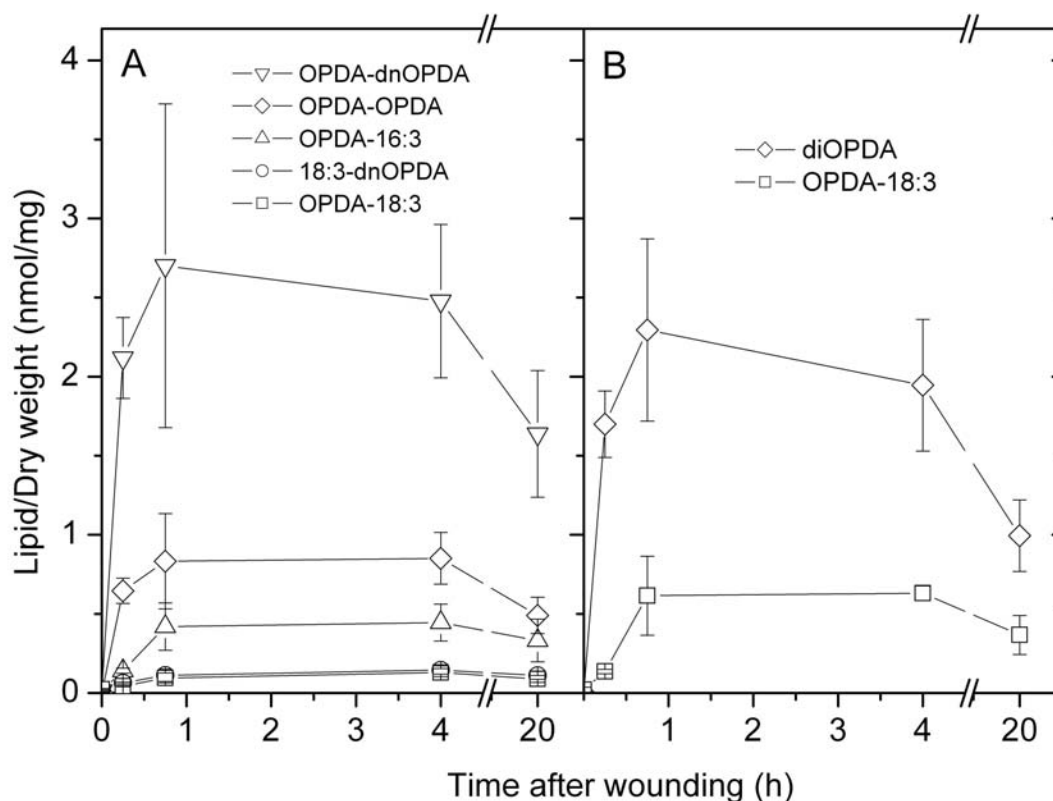 A
OPDA-dnOPDA
OPDA-OPDA
OPDA-16:3
18:3-dnOPDA
OPDA-18:3
B
diOPDA
OPDA-18:3
Lipid/Dry weight (nmol/mg)
4
3
2
1
0
0 1 2 3 4 20
1 2 3 4 20
Time after wounding (h)